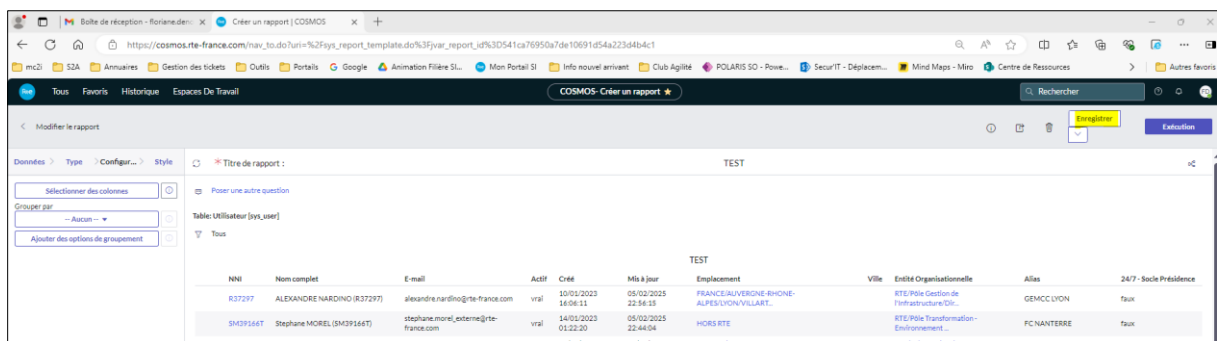 Boîte de réception - floriane.den
Créer un rapport | COSMOS
https://cosmos.rte-france.com/nav_to.do?uri=%2Fsys_report_template.do%3Fjvar_report_id%3D541ca76950a7de10691d54a223d4b4c1
mc2i S2A Annuaires Gestion des tickets Outils Portails Google Animation Filière SI... Mon Portail SI Info nouvel arrivant Club Agilité POLARIS SO - Powe... Secur'IT - Déplacem... Mind Maps - Miro Centre de Ressources Autres favoris
Tous Favoris Historique Espaces De Travail COSMOS- Créer un rapport ★ Rechercher
Modifier le rapport Enregistrer Exécution
Données > Type > Configur... > Style * Titre de rapport : TEST
Sélectionner des colonnes Poser une autre question
Grouper par
-- Aucun -- Table: Utilisateur [sys_user]
Ajouter des options de groupement Tous
TEST
NNI Nom complet E-mail Actif Créé Mis à jour Emplacement Ville Entité Organisationnelle Alias 24/7 - Socle Présidence
R37297 ALEXANDRE NARDINO (R37297) alexandre.nardino@rte-france.com vrai 10/01/2023 16:06:11 05/02/2025 22:56:15 FRANCE/AUVERGNE-RHONE-ALPES/LYON/VILLART... RTE/Pôle Gestion de l'Infrastructure/Dir... GEMCC LYON faux
SM39166T Stephane MOREL (SM39166T) stephane.morel_externe@rte-france.com vrai 14/01/2023 01:22:20 05/02/2025 22:44:04 HORS RTE RTE/Pôle Transformation - Environnement ... FC NANTERRE faux